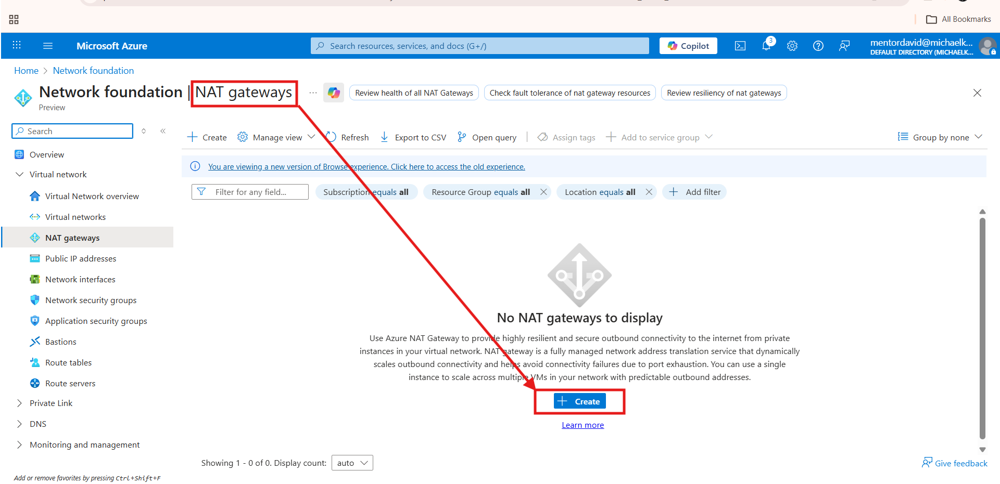 All Bookmarks
Microsoft Azure
Search resources, services, and docs (G+/)
Copilot
3
mentordavid@michaelk...
DEFAULT DIRECTORY (MICHAELK...
Home > Network foundation
Network foundation | NAT gateways
...
Review health of all NAT Gateways
Check fault tolerance of nat gateway resources
Review resiliency of nat gateways
Preview
Search
Create
Manage view
Refresh
Export to CSV
Open query
Assign tags
Add to service group
Group by none
Overview
Virtual network
Virtual Network overview
Virtual networks
NAT gateways
Public IP addresses
Network interfaces
Network security groups
Application security groups
Bastions
Route tables
Route servers
Private Link
DNS
Monitoring and management
Add or remove favorites by pressing Ctrl+Shift+F
You are viewing a new version of Browse experience. Click here to access the old experience.
Filter for any field...
Subscription equals all
Resource Group equals all
Location equals all
Add filter
No NAT gateways to display
Use Azure NAT Gateway to provide highly resilient and secure outbound connectivity to the internet from private
instances in your virtual network. NAT gateway is a fully managed network address translation service that dynamically
scales outbound connectivity and helps avoid connectivity failures due to port exhaustion. You can use a single
instance to scale across multiple VMs in your network with predictable outbound addresses.
Create
Learn more
Showing 1 - 0 of 0. Display count: auto
Give feedback